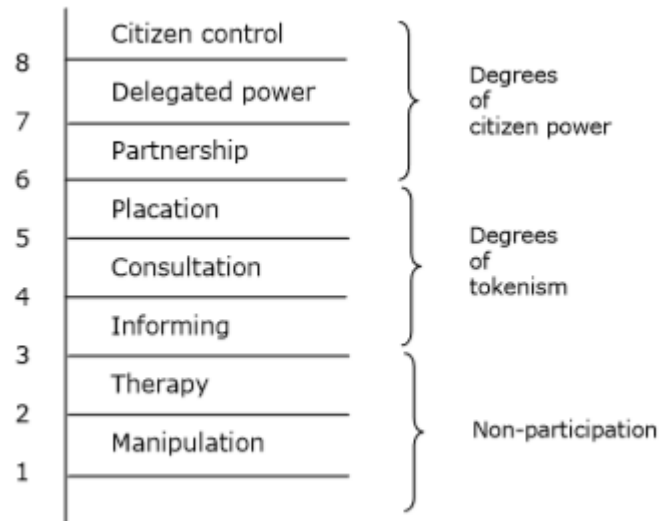 Citizen control
8
Delegated power
7
Partnership
6
Placation
5
Consultation
4
Informing
3
Therapy
2
Manipulation
1
Degrees
of
citizen power
Degrees
of
tokenism
Non-participation